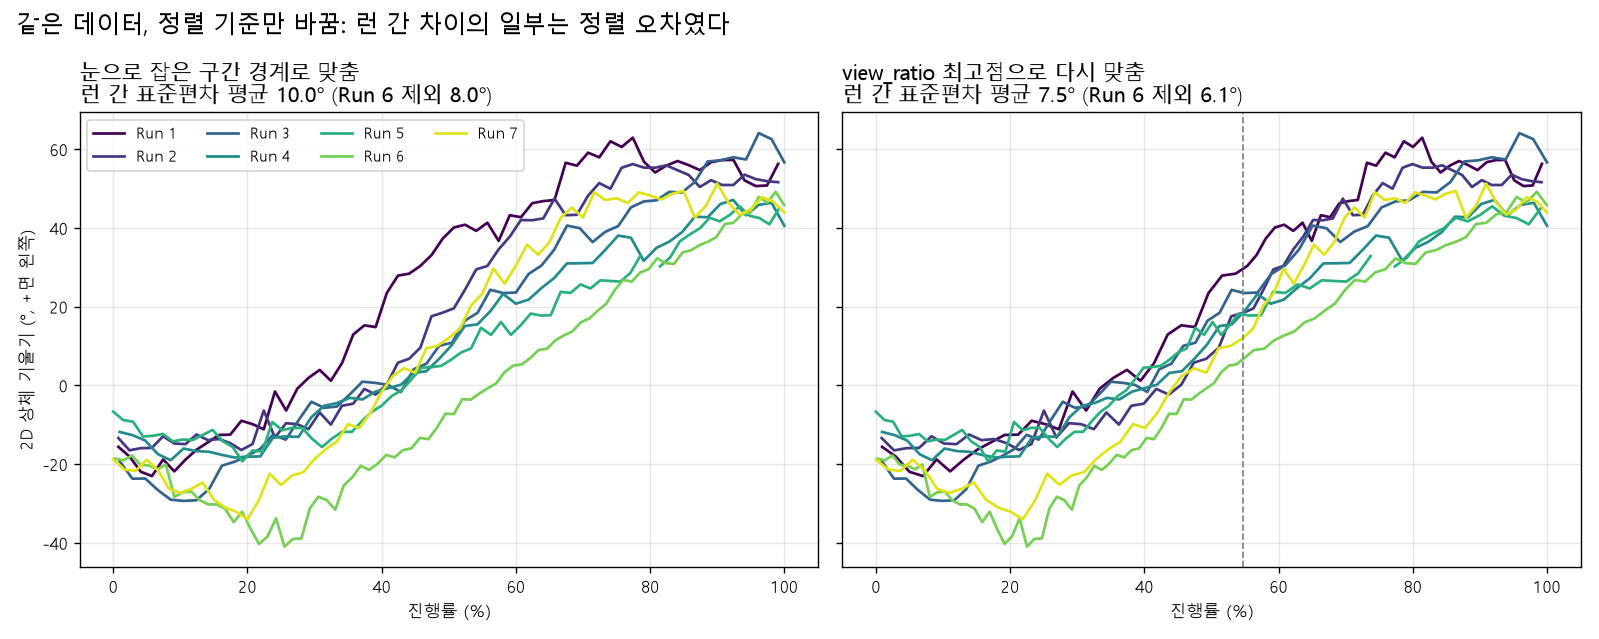 같은 데이터, 정렬 기준만 바꿈: 런 간 차이의 일부는 정렬 오차였다
눈으로 잡은 구간 경계로 맞춤
런 간 표준편차 평균 10.0° (Run 6 제외 8.0°)
Run 1
Run 2
Run 3
Run 4
Run 5
Run 6
Run 7
2D 상체 기울기 (°, +면 왼쪽)
60
40
20
0
-20
-40
0
20
40
60
80
100
진행률 (%)
view_ratio 최고점으로 다시 맞춤
런 간 표준편차 평균 7.5° (Run 6 제외 6.1°)
0
20
40
60
80
100
진행률 (%)